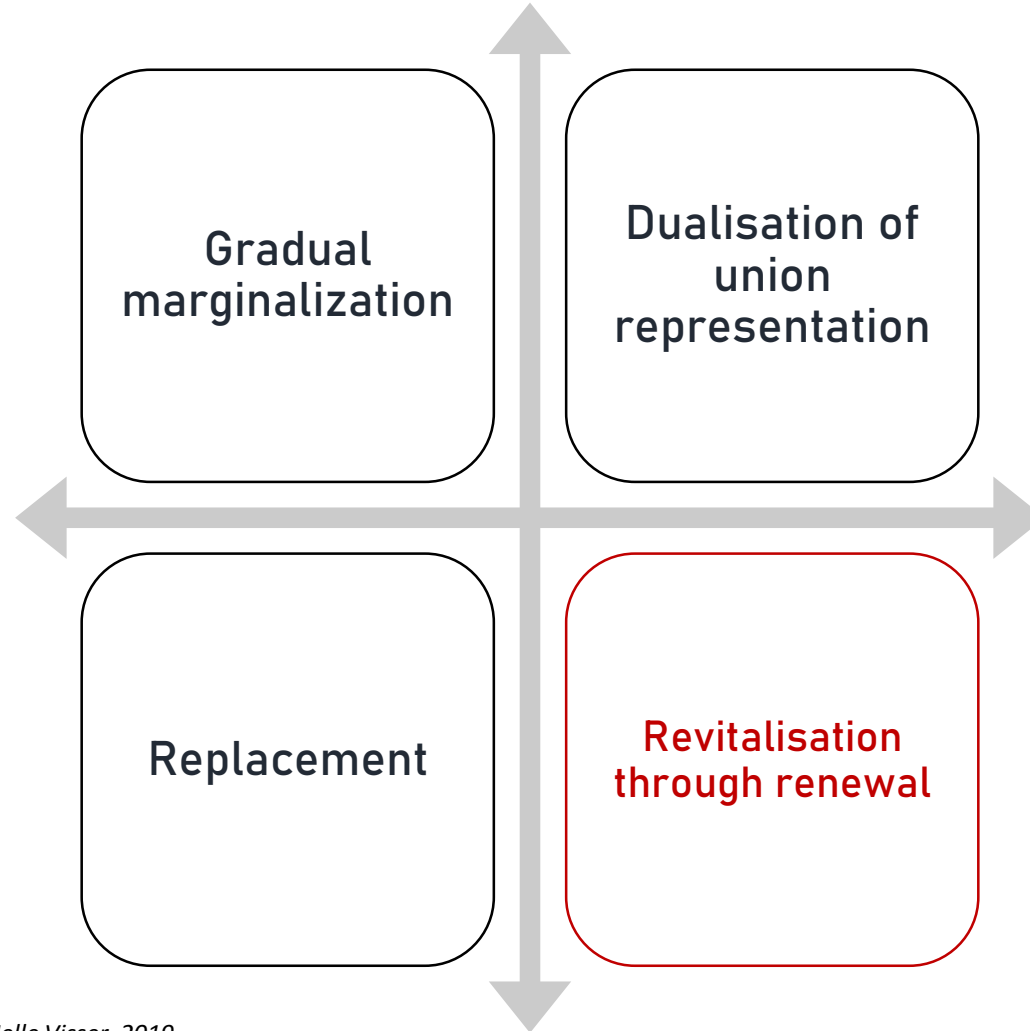 Gradual
marginalization
Dualisation of
union
representation
Replacement
Revitalisation
through renewal